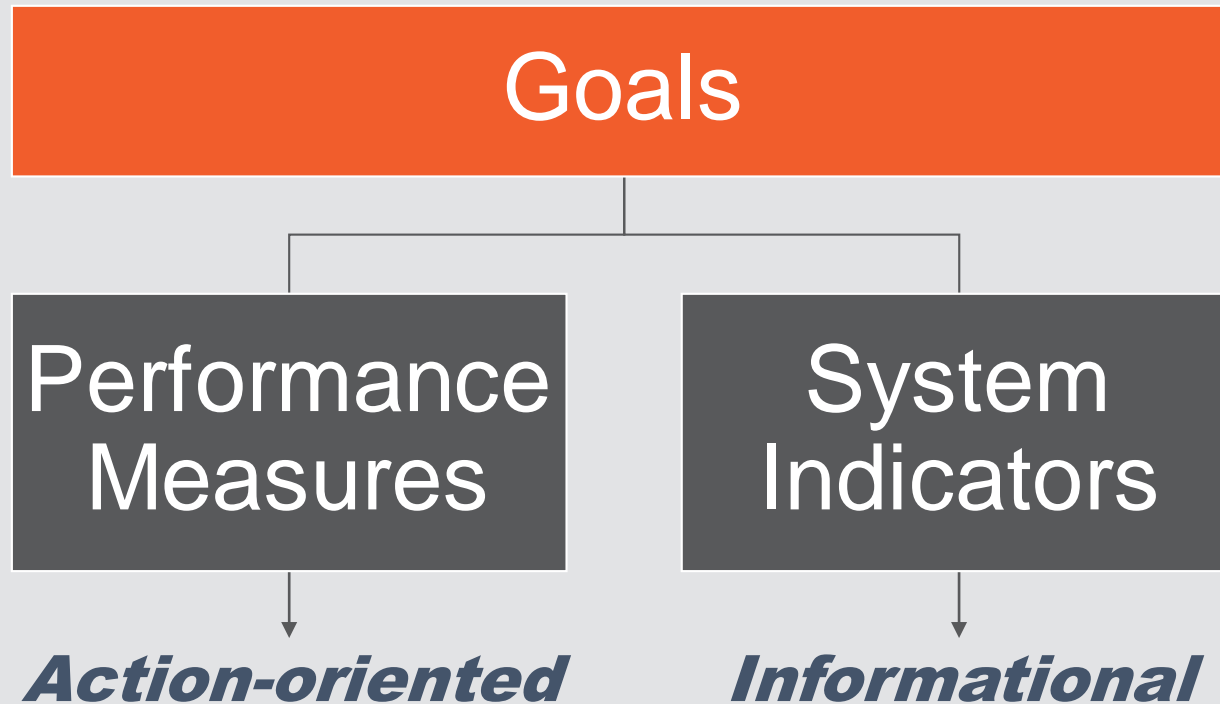 Goals
Performance
Measures
System
Indicators
Action-oriented
Informational